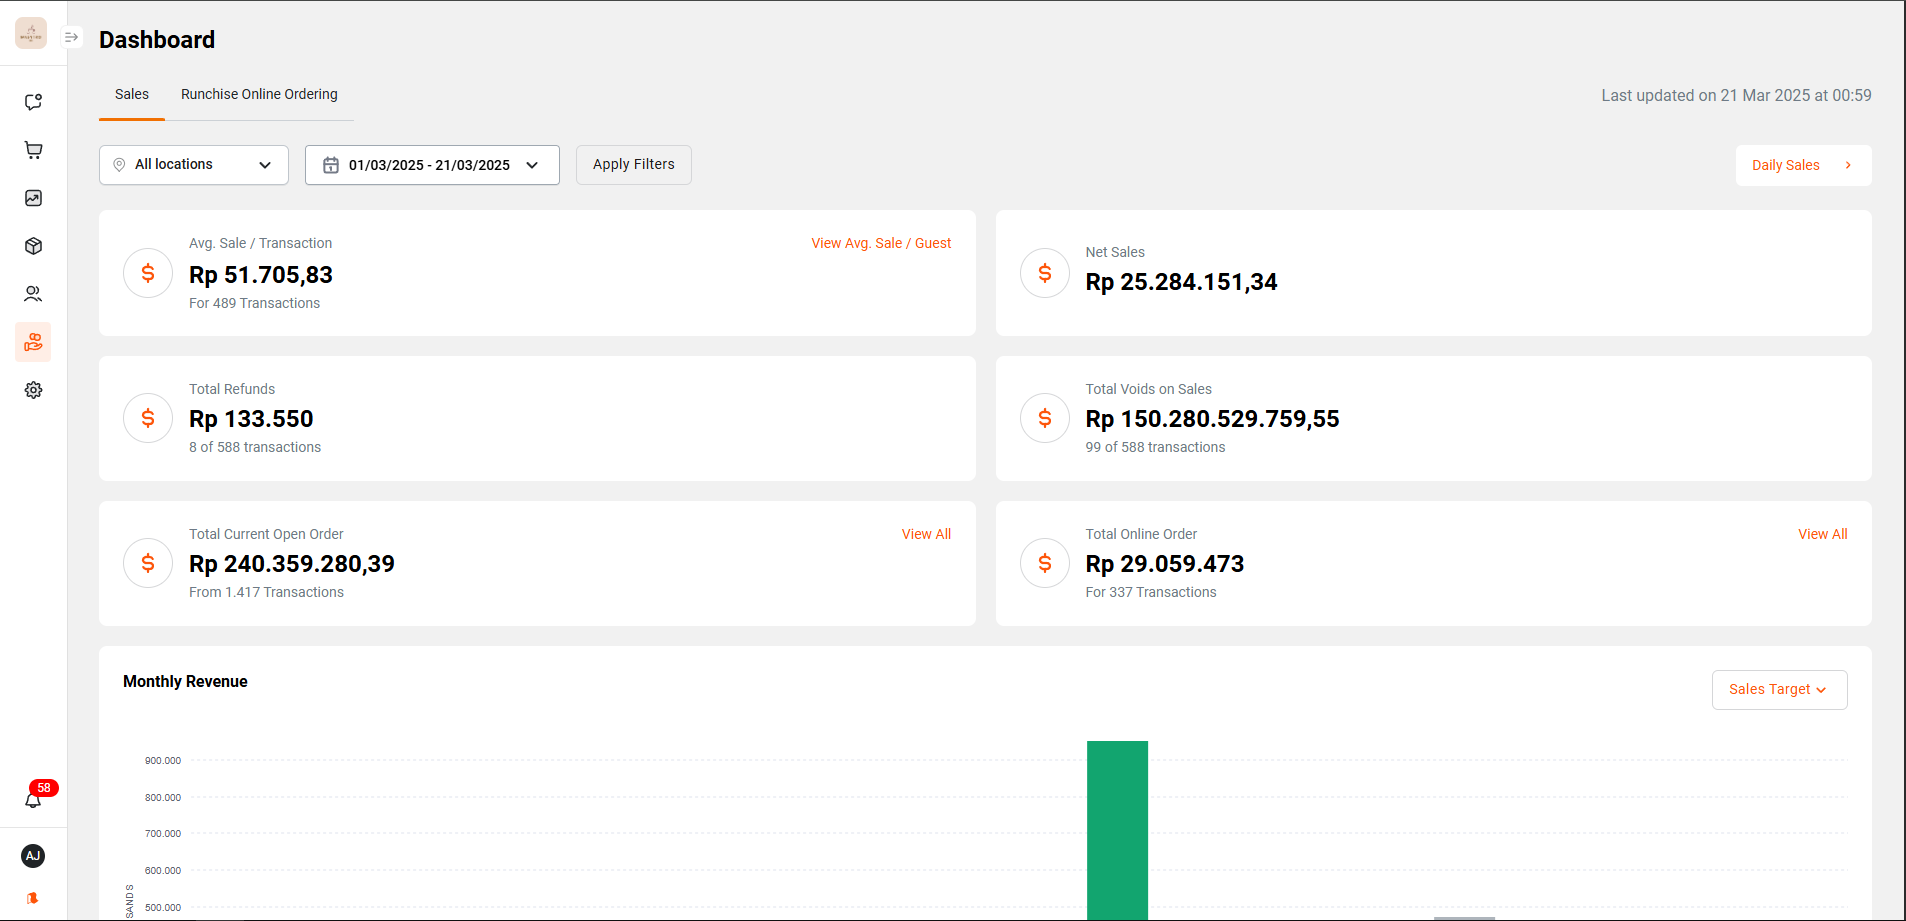 Dashboard
Sales
Runchise Online Ordering
Last updated on 21 Mar 2025 at 00:59
All locations
01/03/2025 - 21/03/2025
Apply Filters
Daily Sales
Avg. Sale / Transaction
View Avg. Sale / Guest
Rp 51.705,83
For 489 Transactions
Net Sales
Rp 25.284.151,34
Total Refunds
Rp 133.550
8 of 588 transactions
Total Voids on Sales
Rp 150.280.529.759,55
99 of 588 transactions
Total Current Open Order
View All
Rp 240.359.280,39
From 1.417 Transactions
Total Online Order
View All
Rp 29.059.473
For 337 Transactions
Monthly Revenue
Sales Target
900.000
800.000
700.000
600.000
500.000
SANDS
58
AJ